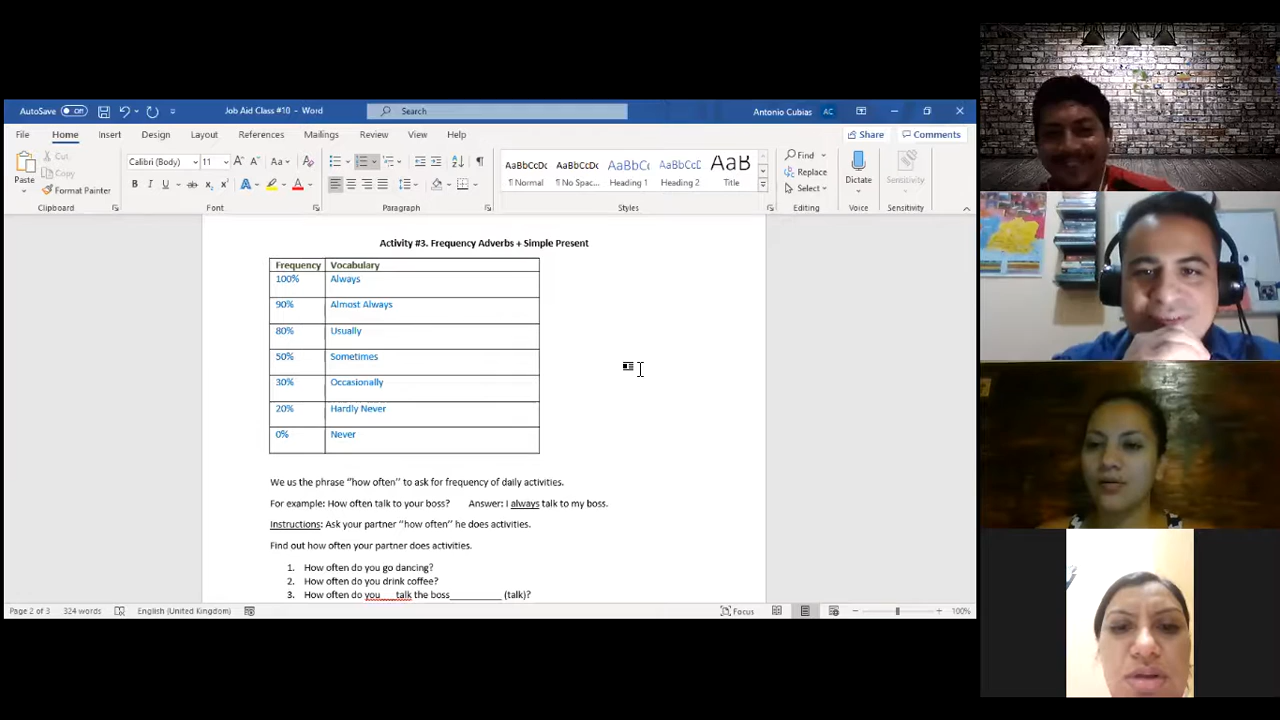 AutoSave Off Job Aid Class #10 - Word Search Antonio Cubias AC
File Home Insert Design Layout References Mailings Review View Help Share Comments
Paste Cut Copy Format Painter
Calibri (Body) 11
AaBbCcDc AaBbCcDc AaBbCc AaBbCcD AaB
¶ Normal ¶ No Spac... Heading 1 Heading 2 Title
Find Replace Select Dictate Sensitivity
Clipboard Font Paragraph Styles Editing Voice Sensitivity
Activity #3. Frequency Adverbs + Simple Present
Frequency Vocabulary
100% Always
90% Almost Always
80% Usually
50% Sometimes
30% Occasionally
20% Hardly Never
0% Never
We us the phrase “how often” to ask for frequency of daily activities.
For example: How often talk to your boss? Answer: I always talk to my boss.
Instructions: Ask your partner “how often” he does activities.
Find out how often your partner does activities.
1. How often do you go dancing?
2. How often do you drink coffee?
3. How often do you___talk the boss__________ (talk)?
Page 2 of 3 324 words English (United Kingdom) Focus 100%